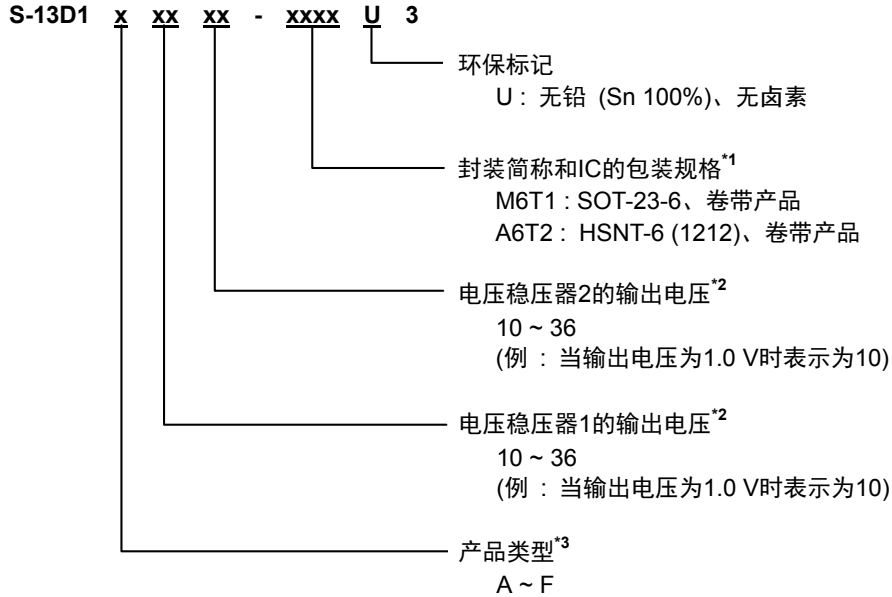 S-13D1 x xx xx - xxxx U 3
环保标记
U : 无铅 (Sn 100%)、无卤素
封装简称和IC的包装规格*1
M6T1 : SOT-23-6、卷带产品
A6T2 : HSNT-6 (1212)、卷带产品
电压稳压器2的输出电压*2
10 ~ 36
(例 : 当输出电压为1.0 V时表示为10)
电压稳压器1的输出电压*2
10 ~ 36
(例 : 当输出电压为1.0 V时表示为10)
产品类型*3
A ~ F